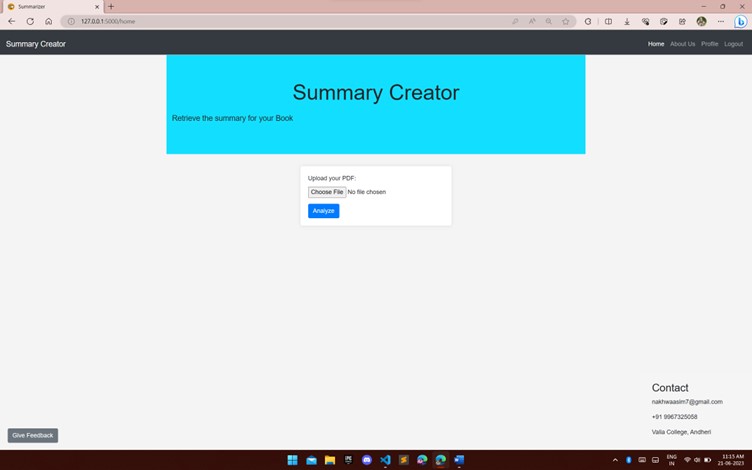 Summarizer
127.0.0.1:5000/home
Summary Creator
Home About Us Profile Logout
Summary Creator
Retrieve the summary for your Book
Upload your PDF:
Choose File No file chosen
Analyze
Contact
nakhwaasim7@gmail.com
+91 9967325058
Valia College, Andheri
Give Feedback
ENG
IN
11:15 AM
21-06-2023